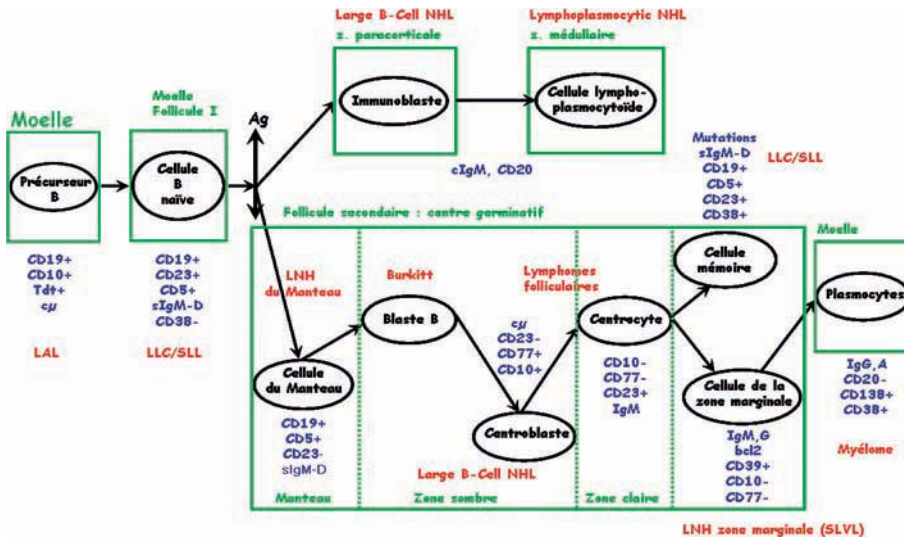 Large B-Cell NHL
z. paracorticale
Lymphoplasmocytic NHL
z. médullaire
Immunoblaste
Cellule lympho-
plasmocytoïde
cIgM, CD20
Moelle
Précurseur
B
CD19+
CD10+
Tdt+
cµ
LAL
Moelle
Follicule I
Cellule
B
naïve
CD19+
CD23+
CD5+
sIgM-D
CD38-
LLC/SLL
Ag
Mutations
sIgM-D
CD19+
CD5+
CD23+
CD38+
LLC/SLL
Follicule secondaire : centre germinatif
LNH
du Manteau
Cellule
du Manteau
CD19+
CD5+
CD23-
sIgM-D
Manteau
Burkitt
Blaste B
cµ
CD23-
CD77+
CD10+
Centroblaste
Large B-Cell NHL
Zone sombre
Lymphomes
folliculaires
Centrocyte
CD10-
CD77-
CD23+
IgM
Zone claire
Cellule
mémoire
Cellule de la
zone marginale
IgM,G
bcl2
CD39+
CD10-
CD77-
LNH zone marginale (SLVL)
Moelle
Plasmocytes
IgG,A
CD20-
CD138+
CD38+
Myélome